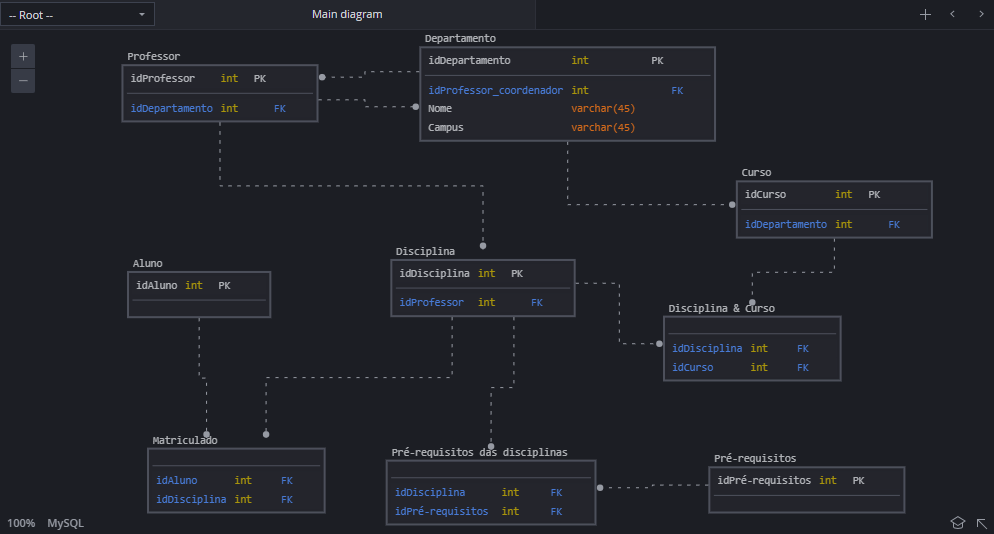 -- Root --
Main diagram
Professor
idProfessor int PK
idDepartamento int FK
Departamento
idDepartamento int PK
idProfessor_coordenador int FK
Nome varchar(45)
Campus varchar(45)
Curso
idCurso int PK
idDepartamento int FK
Aluno
idAluno int PK
Disciplina
idDisciplina int PK
idProfessor int FK
Disciplina & Curso
idDisciplina int FK
idCurso int FK
Matriculado
idAluno int FK
idDisciplina int FK
Pré-requisitos das disciplinas
idDisciplina int FK
idPré-requisitos int FK
Pré-requisitos
idPré-requisitos int PK
100% MySQL